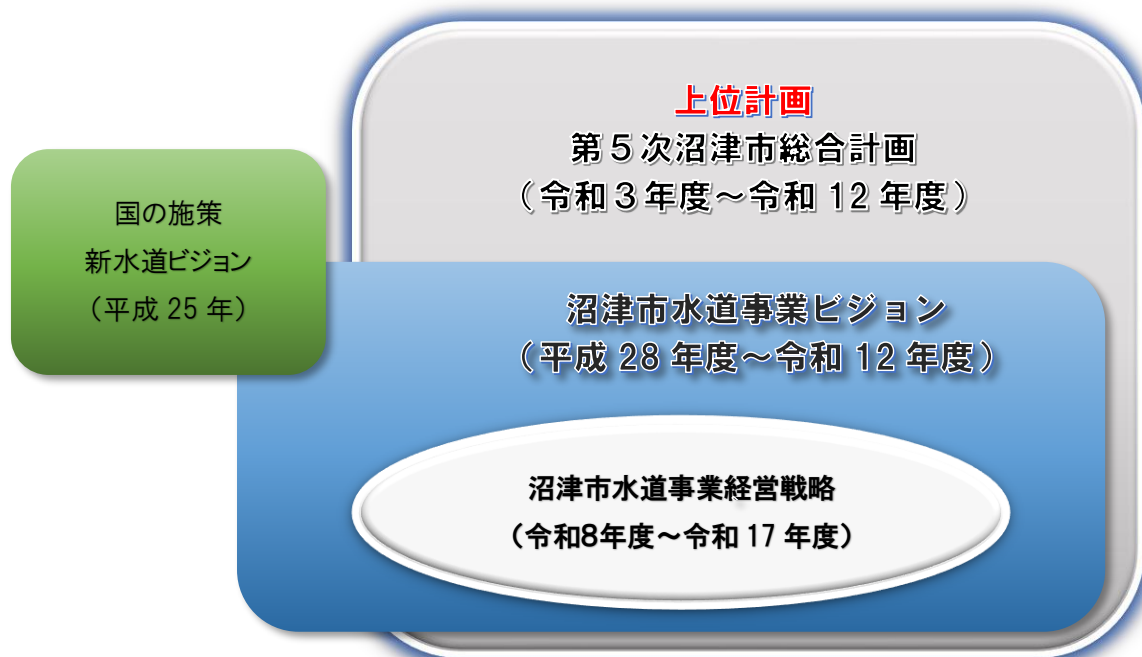 上位計画
第５次沼津市総合計画
（令和３年度～令和 12 年度）
国の施策
新水道ビジョン
（平成 25 年）
沼津市水道事業ビジョン
（平成 28 年度～令和 12 年度）
沼津市水道事業経営戦略
（令和8年度～令和 17 年度）